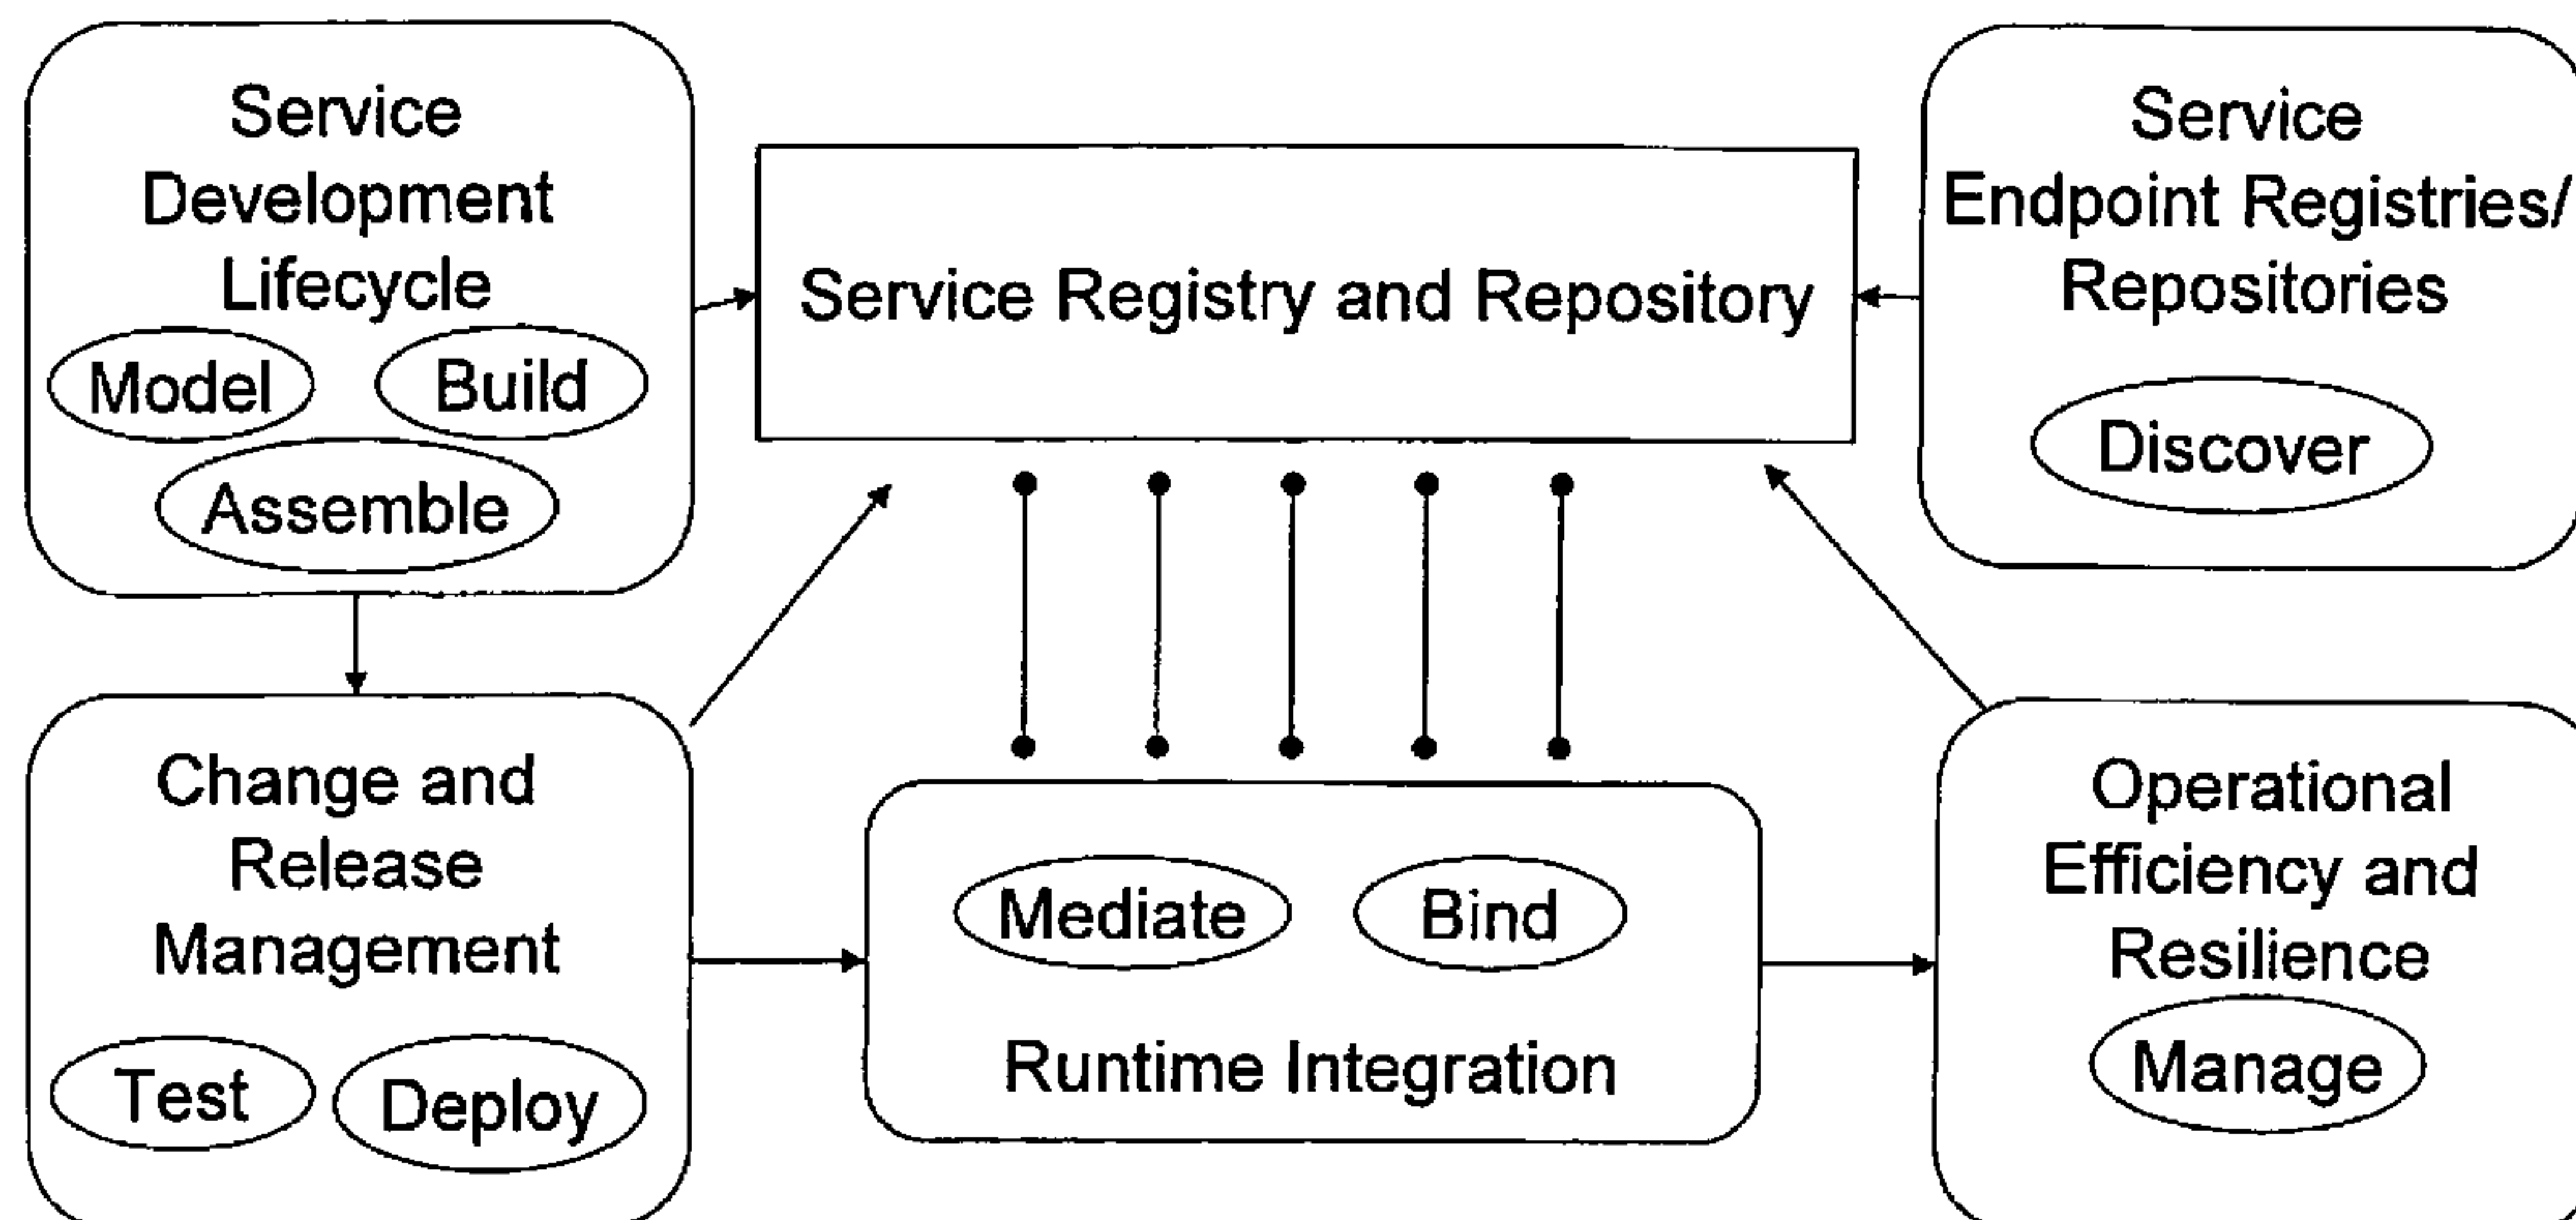 Service
Development
Lifecycle
Model
Build
Assemble
Service Registry and Repository
Service
Endpoint Registries/
Repositories
Discover
Change and
Release
Management
Test
Deploy
Mediate
Bind
Runtime Integration
Operational
Efficiency and
Resilience
Manage